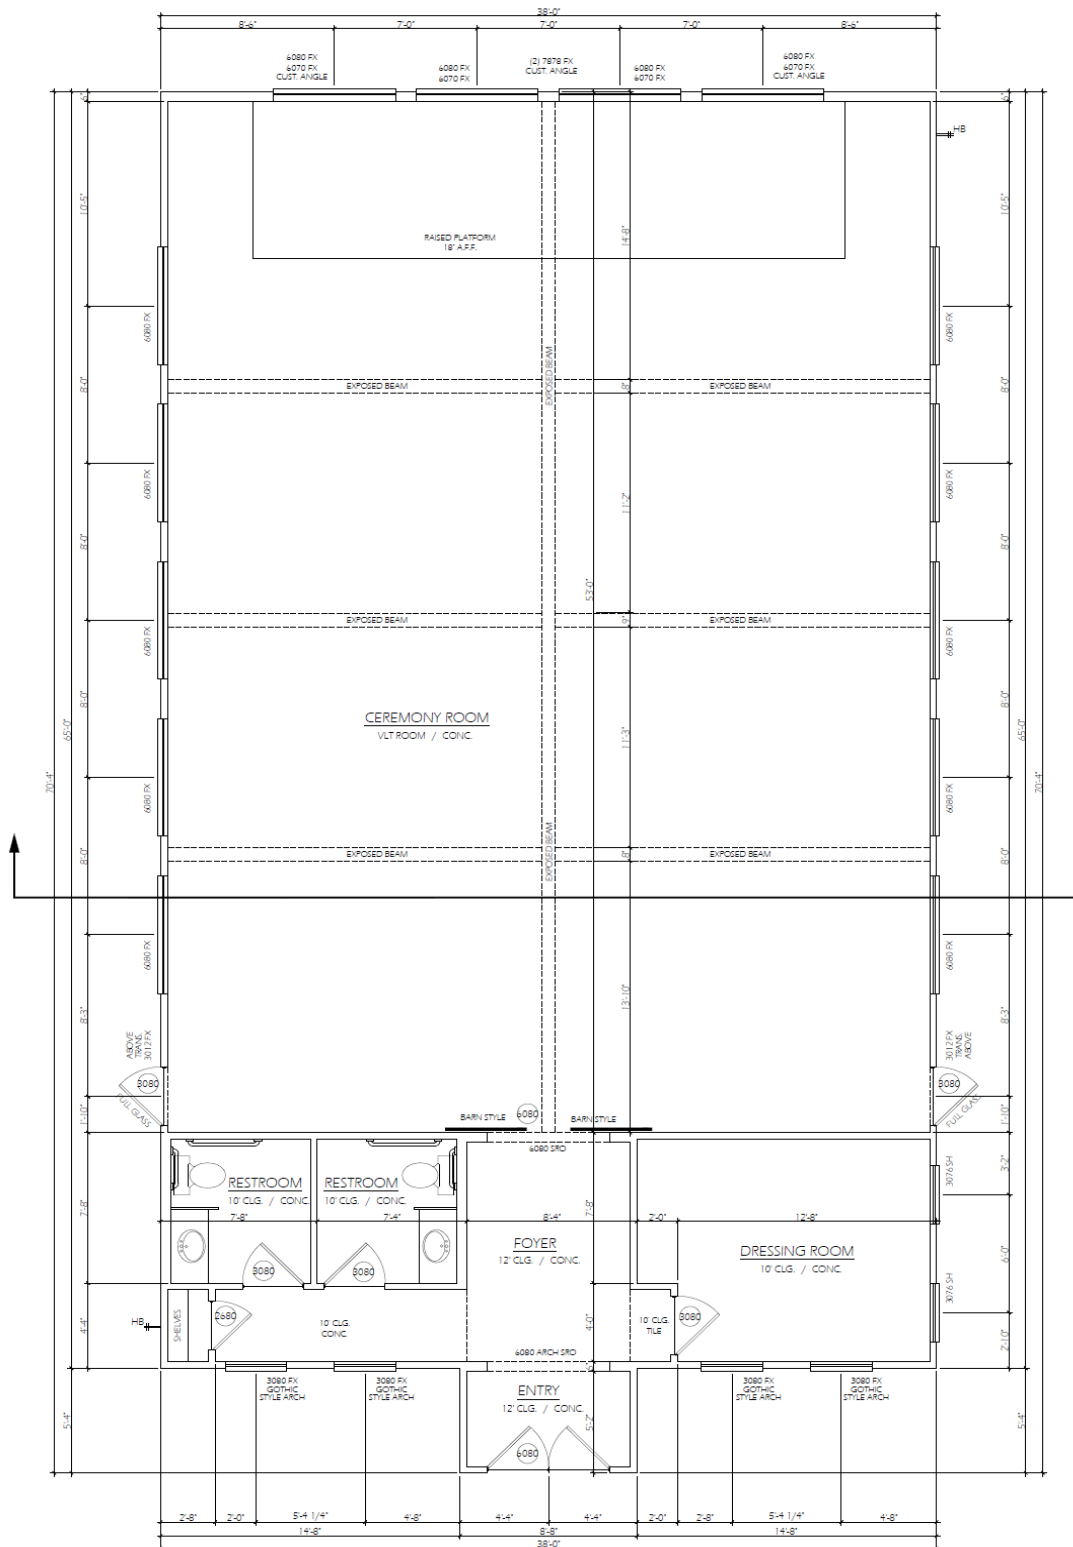 38'-0"
8'-6"
7'-0"
7'-0"
7'-0"
8'-6"
6080 FX
6070 FX
CUST. ANGLE
6080 FX
6070 FX
(2) 7878 FX
CUST. ANGLE
6080 FX
6070 FX
6080 FX
6070 FX
CUST. ANGLE
6"
6"
HB
10'-5"
14'-8"
10'-5"
RAISED PLATFORM
18" A.F.F.
6080 FX
6080 FX
EXPOSED BEAM
8'-0"
EXPOSED BEAM
8"
EXPOSED BEAM
8'-0"
6080 FX
11'-2"
6080 FX
8'-0"
8'-0"
53'-0"
EXPOSED BEAM
9"
EXPOSED BEAM
6080 FX
6080 FX
CEREMONY ROOM
VLT ROOM / CONC.
8'-0"
11'-3"
8'-0"
65'-0"
65'-0"
70'-4"
70'-4"
6080 FX
6080 FX
EXPOSED BEAM
8'-0"
EXPOSED BEAM
8"
EXPOSED BEAM
8'-0"
6080 FX
6080 FX
8'-3"
13'-10"
8'-3"
3012 FX
TRANS.
ABOVE
3012 FX
TRANS.
ABOVE
3080
FULL GLASS
3080
FULL GLASS
1'-10"
1'-10"
BARN STYLE
6080
BARN STYLE
6080 SRO
3'-2"
3076 SH
RESTROOM
10' CLG. / CONC.
RESTROOM
10' CLG. / CONC.
7'-8"
7'-8"
7'-8"
7'-4"
8'-4"
2'-0"
12'-8"
FOYER
12' CLG. / CONC.
DRESSING ROOM
10' CLG. / CONC.
6'-0"
3080
3080
3076 SH
HB
SHELVES
2680
10' CLG.
CONC.
10' CLG.
TILE
3080
4'-4"
4'-0"
2'-10"
6080 ARCH SRO
3080 FX
GOTHIC
STYLE ARCH
3080 FX
GOTHIC
STYLE ARCH
ENTRY
12' CLG. / CONC.
3080 FX
GOTHIC
STYLE ARCH
3080 FX
GOTHIC
STYLE ARCH
5'-4"
5'-2"
5'-4"
6080
2'-8"
2'-0"
5'-4 1/4"
4'-8"
4'-4"
4'-4"
2'-0"
2'-8"
5'-4 1/4"
4'-8"
14'-8"
8'-8"
14'-8"
38'-0"